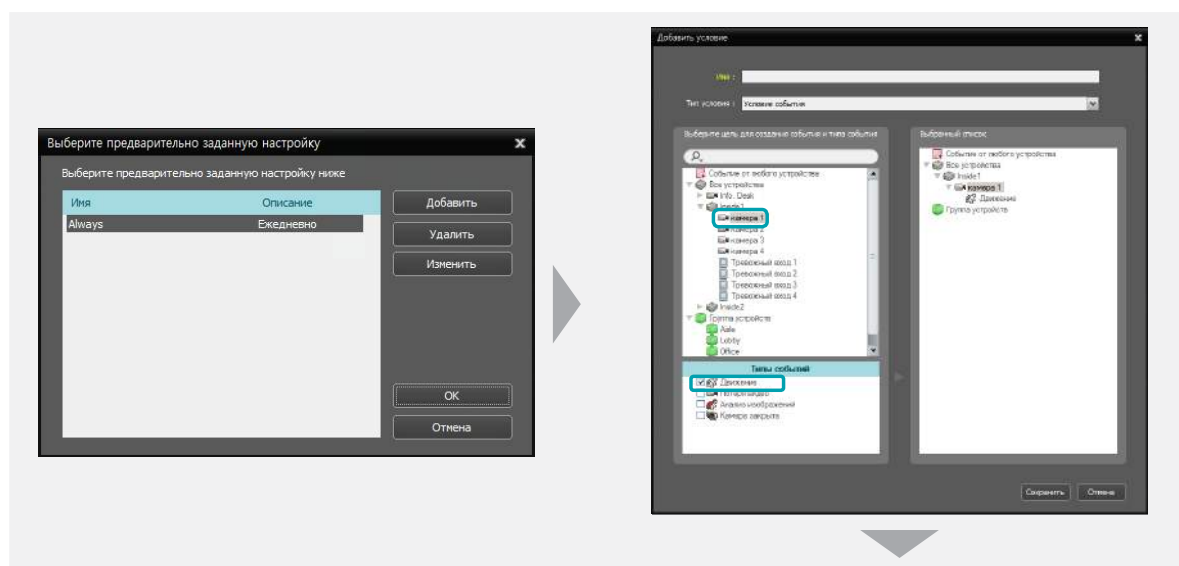 Выберите предварительно заданную настройку
Выберите предварительно заданную настройку ниже
Имя Описание
Always Ежедневно
Добавить
Удалить
Изменить
OK
Отмена
Добавить условие
Имя :
Тип условия : Условие события
Выберите цель для создания события и типа события
Событие от любого устройства
Все устройства
Info. Desk
Inside1
камера 1
камера 2
камера 3
камера 4
Тревожный вход 1
Тревожный вход 2
Тревожный вход 3
Тревожный вход 4
Inside2
Группа устройств
Aisle
Lobby
Office
Типы событий
Движение
Потеря видео
Анализ изображений
Камера закрыта
Выбранный список
Событие от любого устройства
Все устройства
Inside1
камера 1
Движение
Группа устройств
Сохранить
Отмена